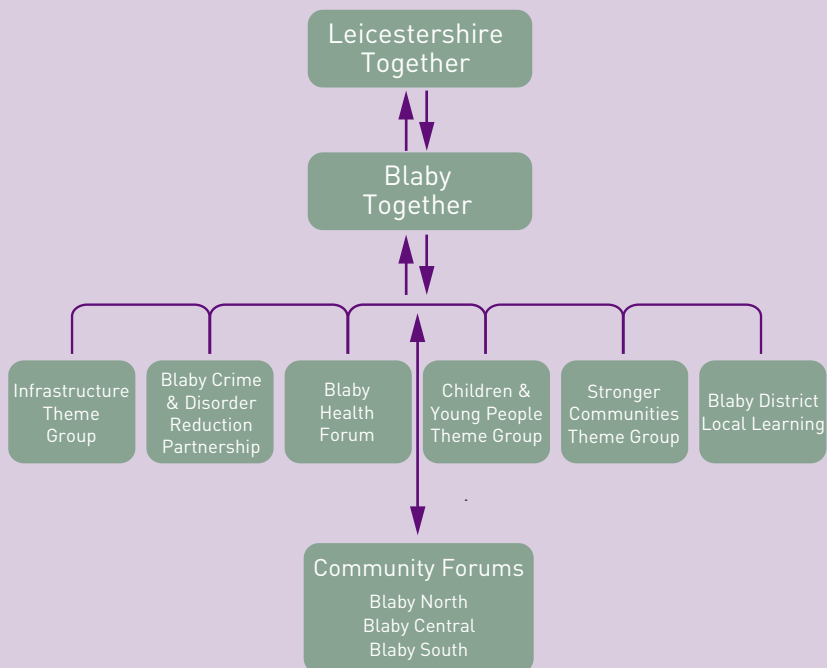 Leicestershire
Together
Blaby
Together
Infrastructure
Theme
Group
Blaby Crime
& Disorder
Reduction
Partnership
Blaby
Health
Forum
Children &
Young People
Theme Group
Stronger
Communities
Theme Group
Blaby District
Local Learning
Community Forums
Blaby North
Blaby Central
Blaby South